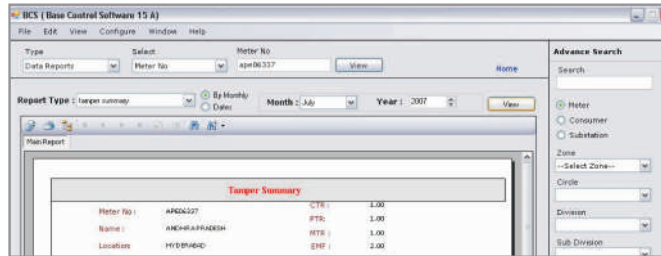 BCS ( Base Control Software 15 A)
File Edit View Configure Window Help
Type Select Meter No
Data Reports Meter No ape06337 View Home
Report Type : tamper summary By Monthly Dates Month : July Year : 2007 View
Main Report
Tamper Summary
Meter No : APE06337 CTR : 1.00
Name : ANDHRA PRADESH PTR: 1.00
MTR : 1.00
Location HYDERABAD EMF : 2.00
Advance Search
Search
Meter
Consumer
Substation
Zone
--Select Zone--
Circle
Division
Sub Division